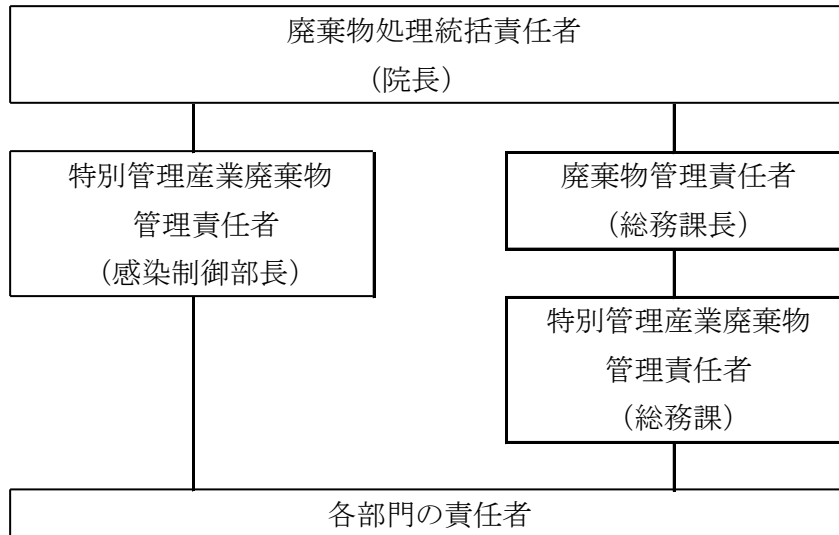 廃棄物処理統括責任者
（院長）
特別管理産業廃棄物
管理責任者
（感染制御部長）
廃棄物管理責任者
（総務課長）
特別管理産業廃棄物
管理責任者
（総務課）
各部門の責任者